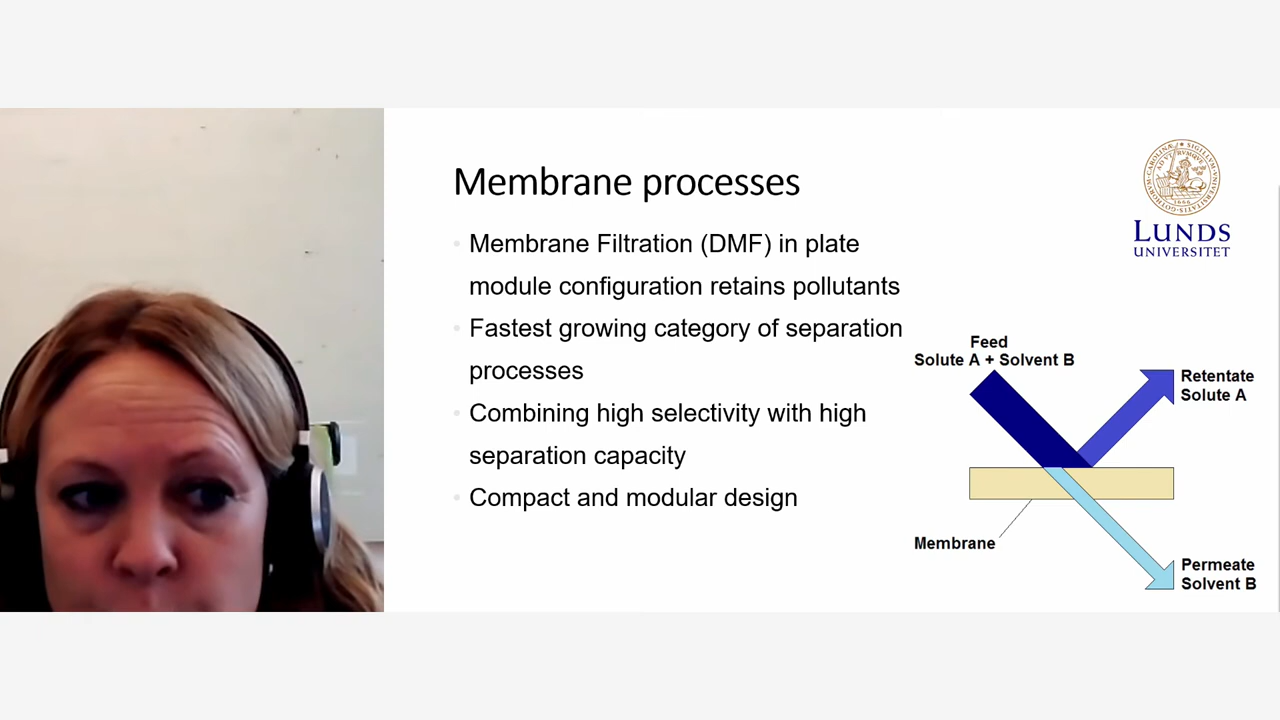 Membrane processes
LUNDS
UNIVERSITET
Membrane Filtration (DMF) in plate
module configuration retains pollutants
Fastest growing category of separation
processes
Combining high selectivity with high
separation capacity
Compact and modular design
Feed
Solute A + Solvent B
Retentate
Solute A
Membrane
Permeate
Solvent B